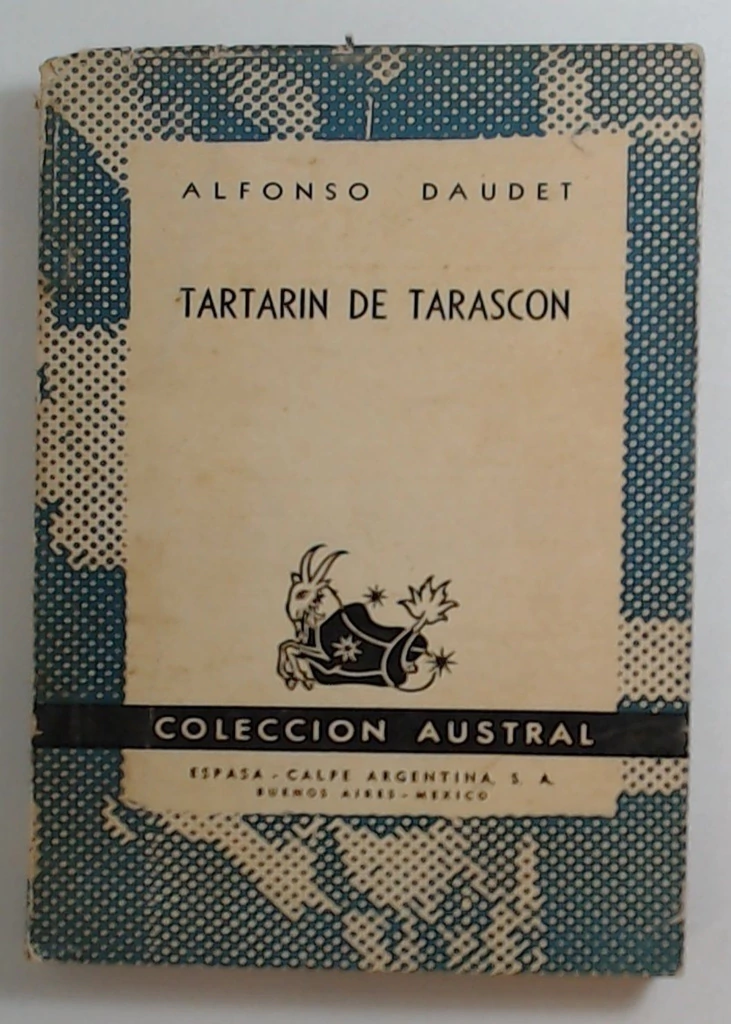 ALFONSO DAUDET
TARTARIN DE TARASCON
COLECCION AUSTRAL
ESPASA - CALPE ARGENTINA, S. A.
BUENOS AIRES - MEXICO